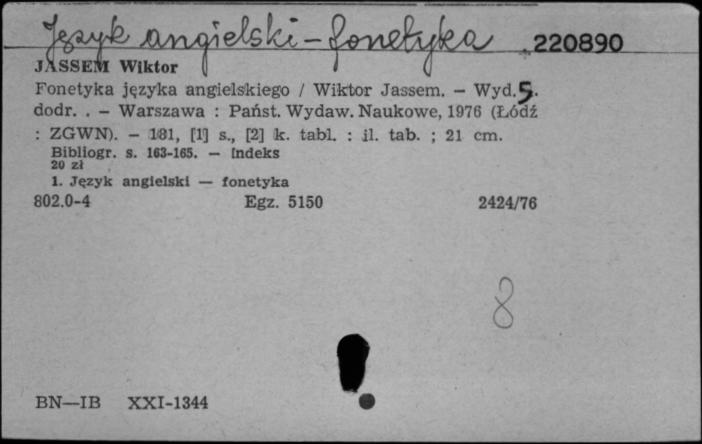 Język angielski - fonetyka 220890
JASSEM Wiktor
Fonetyka języka angielskiego / Wiktor Jassem. — Wyd. 5.
dodr. . — Warszawa : Państ. Wydaw. Naukowe, 1976 (Łódź
: ZGWN). — 181, [1] s., [2] k. tabl. : il. tab. ; 21 cm.
Bibliogr. s. 163-165. — Indeks
20 zł
1. Język angielski — fonetyka
802.0-4 Egz. 5150 2424/76
8
BN—IB XXI-1344